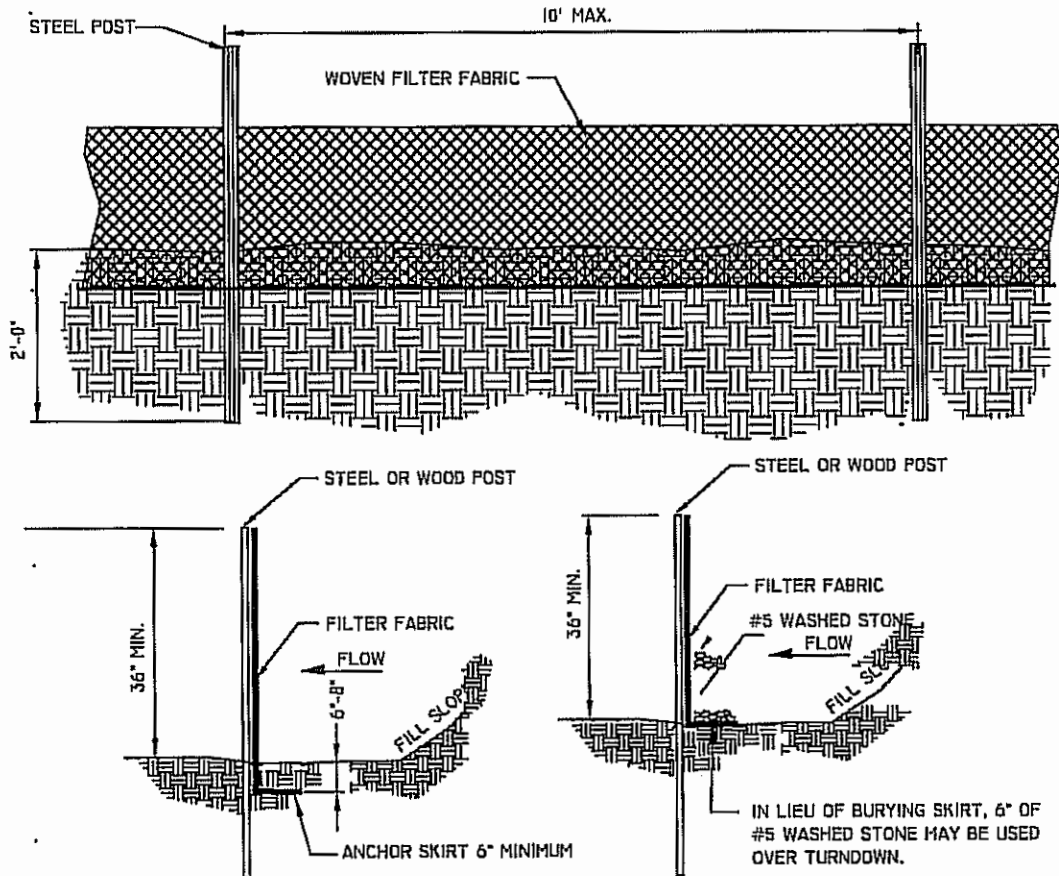 10' MAX.
STEEL POST
WOVEN FILTER FABRIC
2'-0"
STEEL OR WOOD POST
36" MIN.
FILTER FABRIC
FLOW
6"-8"
FILL SLOPE
ANCHOR SKIRT 6" MINIMUM
STEEL OR WOOD POST
36" MIN.
FILTER FABRIC
#5 WASHED STONE
FLOW
FILL SLOPE
IN LIEU OF BURYING SKIRT, 6" OF
#5 WASHED STONE MAY BE USED
OVER TURNDOWN.